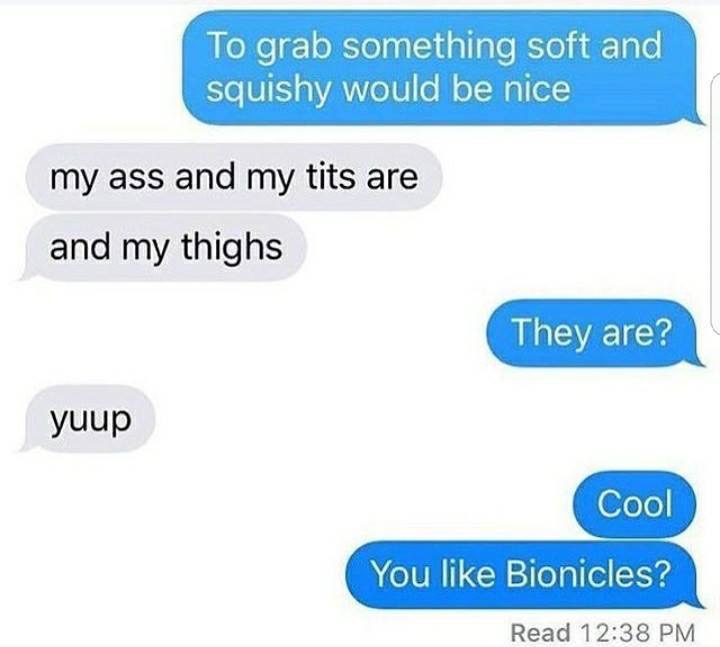 To grab something soft and
squishy would be nice
my ass and my tits are
and my thighs
They are?
yuup
Cool
You like Bionicles?
Read 12:38 PM